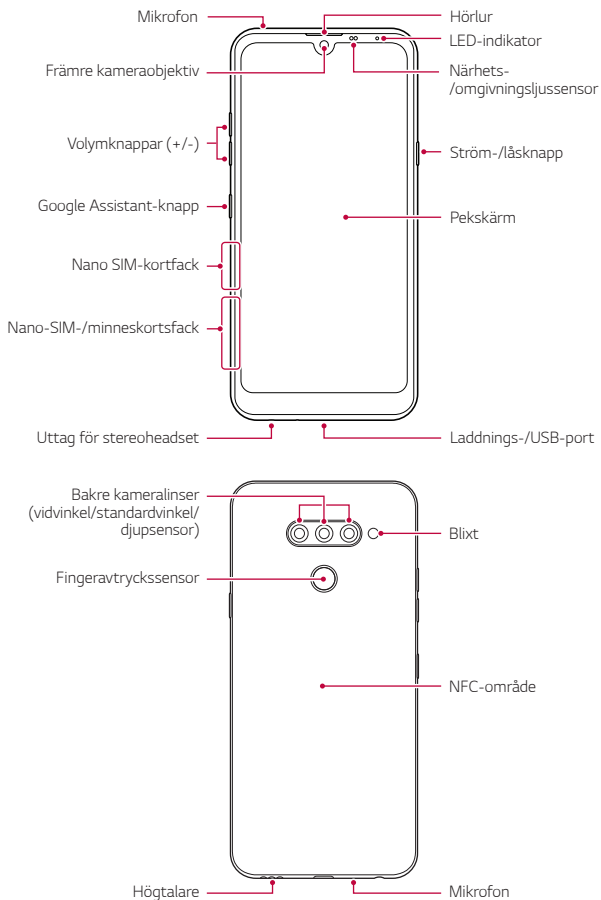 Mikrofon
Hörlur
LED-indikator
Främre kameraobjektiv
Närhets-
/omgivningsljussensor
Volymknappar (+/-)
Ström-/låsknapp
Google Assistant-knapp
Pekskärm
Nano SIM-kortfack
Nano-SIM-/minneskortsfack
Uttag för stereoheadset
Laddnings-/USB-port
Bakre kameralinser
(vidvinkel/standardvinkel/
djupsensor)
Blixt
Fingeravtryckssensor
NFC-område
Högtalare
Mikrofon